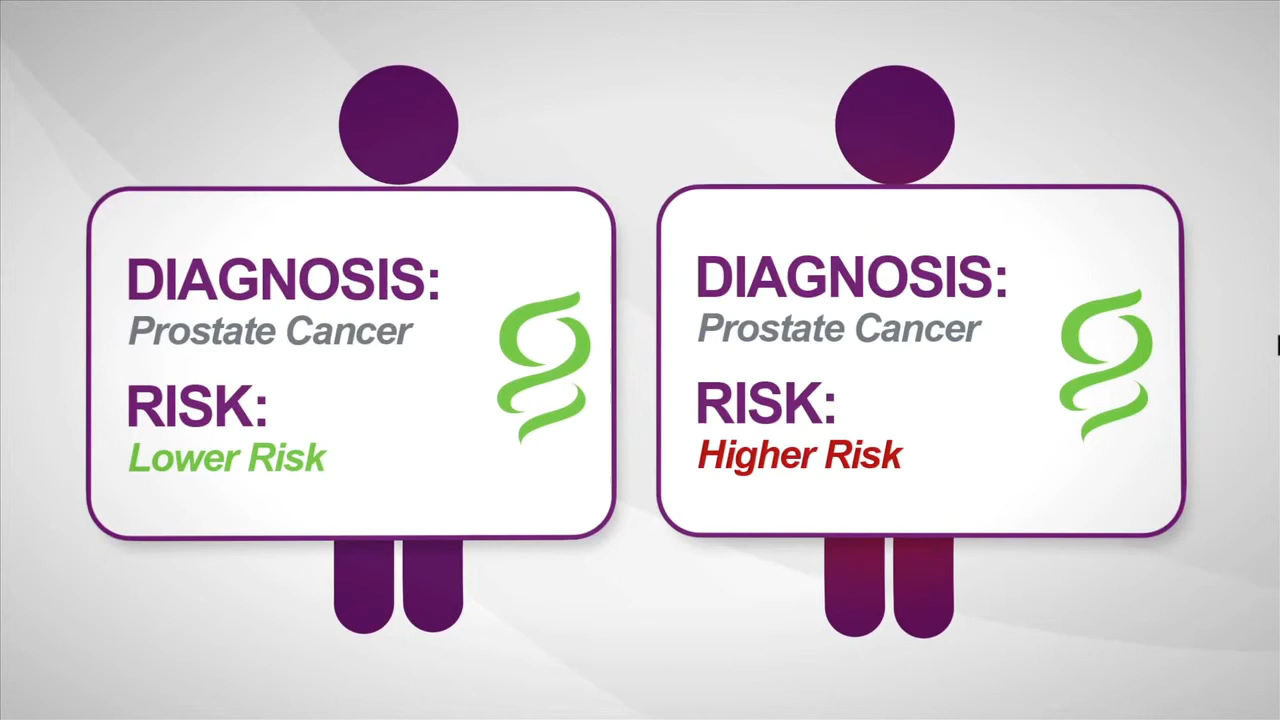 DIAGNOSIS:
Prostate Cancer
RISK:
Lower Risk
DIAGNOSIS:
Prostate Cancer
RISK:
Higher Risk